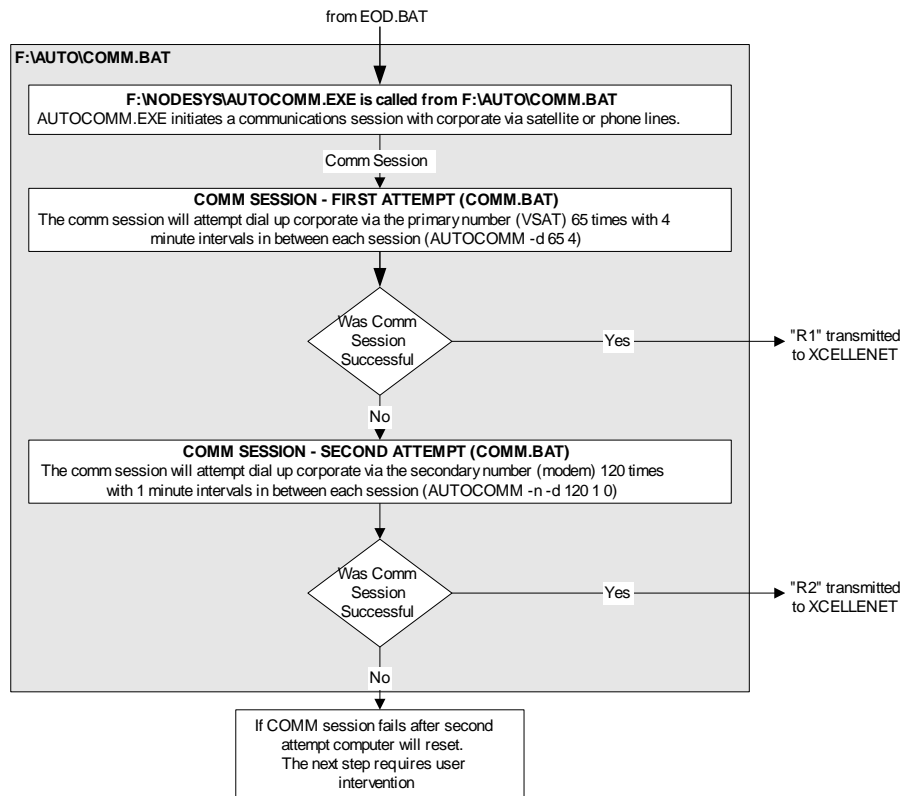 from EOD.BAT
F:\AUTO\COMM.BAT
F:\NODESYS\AUTOCOMM.EXE is called from F:\AUTO\COMM.BAT
AUTOCOMM.EXE initiates a communications session with corporate via satellite or phone lines.
Comm Session
COMM SESSION - FIRST ATTEMPT (COMM.BAT)
The comm session will attempt dial up corporate via the primary number (VSAT) 65 times with 4
minute intervals in between each session (AUTOCOMM -d 65 4)
Was Comm
Session
Successful
Yes
"R1" transmitted
to XCELLENET
No
COMM SESSION - SECOND ATTEMPT (COMM.BAT)
The comm session will attempt dial up corporate via the secondary number (modem) 120 times
with 1 minute intervals in between each session (AUTOCOMM -n -d 120 1 0)
Was Comm
Session
Successful
Yes
"R2" transmitted
to XCELLENET
No
If COMM session fails after second
attempt computer will reset.
The next step requires user
intervention